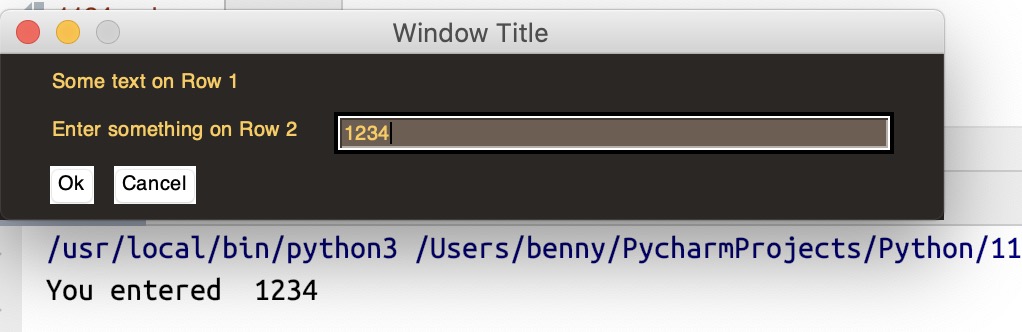 Window Title
Some text on Row 1
Enter something on Row 2 1234
Ok Cancel
/usr/local/bin/python3 /Users/benny/PycharmProjects/Python/11
You entered  1234